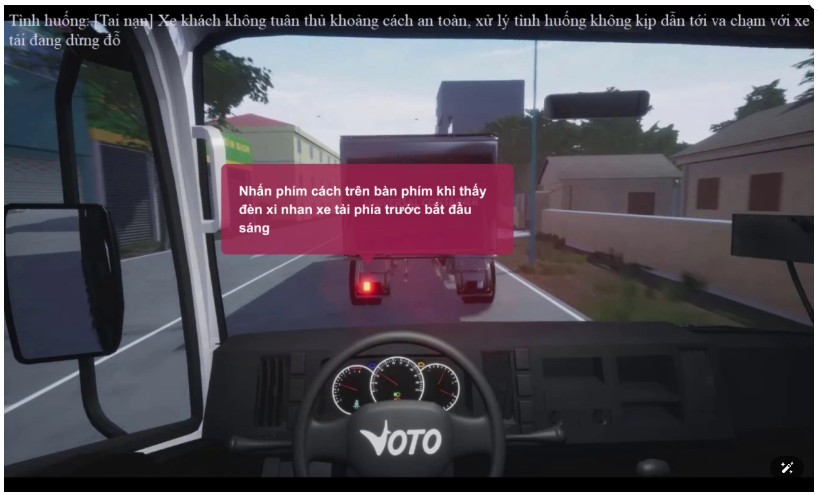 Tình huống: [Tai nạn] Xe khách không tuân thủ khoảng cách an toàn, xử lý tình huống không kịp dẫn tới va chạm với xe
tải đang dừng đỗ
Nhấn phím cách trên bàn phím khi thấy
đèn xi nhan xe tải phía trước bắt đầu
sáng
VOTO